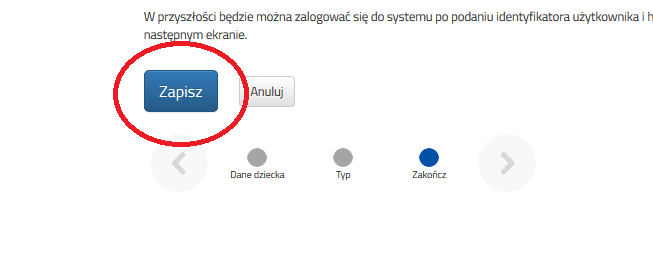 W przyszłości będzie można zalogować się do systemu po podaniu identyfikatora użytkownika i
następnym ekranie.
Zapisz Anuluj
Dane dziecka Typ Zakończ